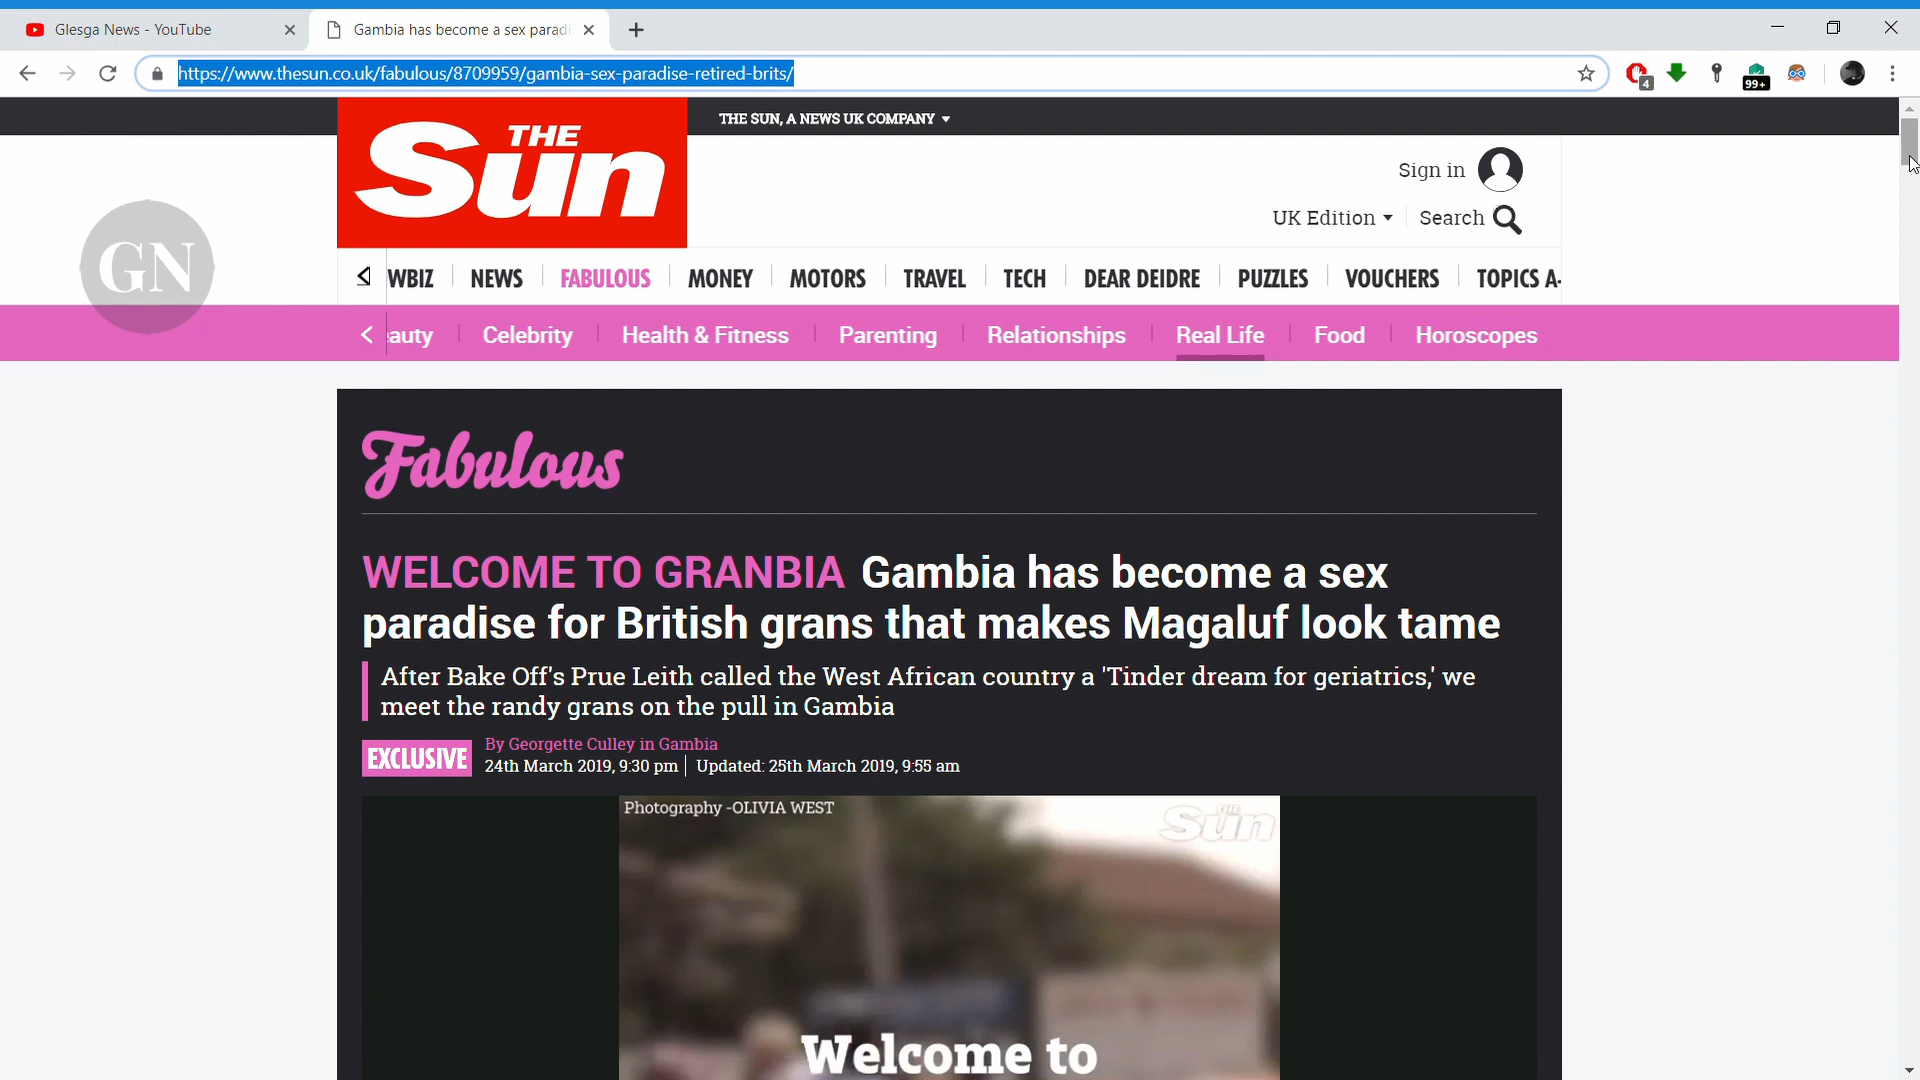 Glesga News - YouTube
Gambia has become a sex parad
https://www.thesun.co.uk/fabulous/8709959/gambia-sex-paradise-retired-brits/
4
99+
THE SUN, A NEWS UK COMPANY
THE
Sun
Sign in
UK Edition
Search
GN
WBIZ
NEWS
FABULOUS
MONEY
MOTORS
TRAVEL
TECH
DEAR DEIDRE
PUZZLES
VOUCHERS
TOPICS A-
auty
Celebrity
Health & Fitness
Parenting
Relationships
Real Life
Food
Horoscopes
Fabulous
WELCOME TO GRANBIA Gambia has become a sex
paradise for British grans that makes Magaluf look tame
After Bake Off's Prue Leith called the West African country a 'Tinder dream for geriatrics,' we
meet the randy grans on the pull in Gambia
EXCLUSIVE
By Georgette Culley in Gambia
24th March 2019, 9:30 pm
Updated: 25th March 2019, 9:55 am
Photography -OLIVIA WEST
THE
Sun
Welcome to